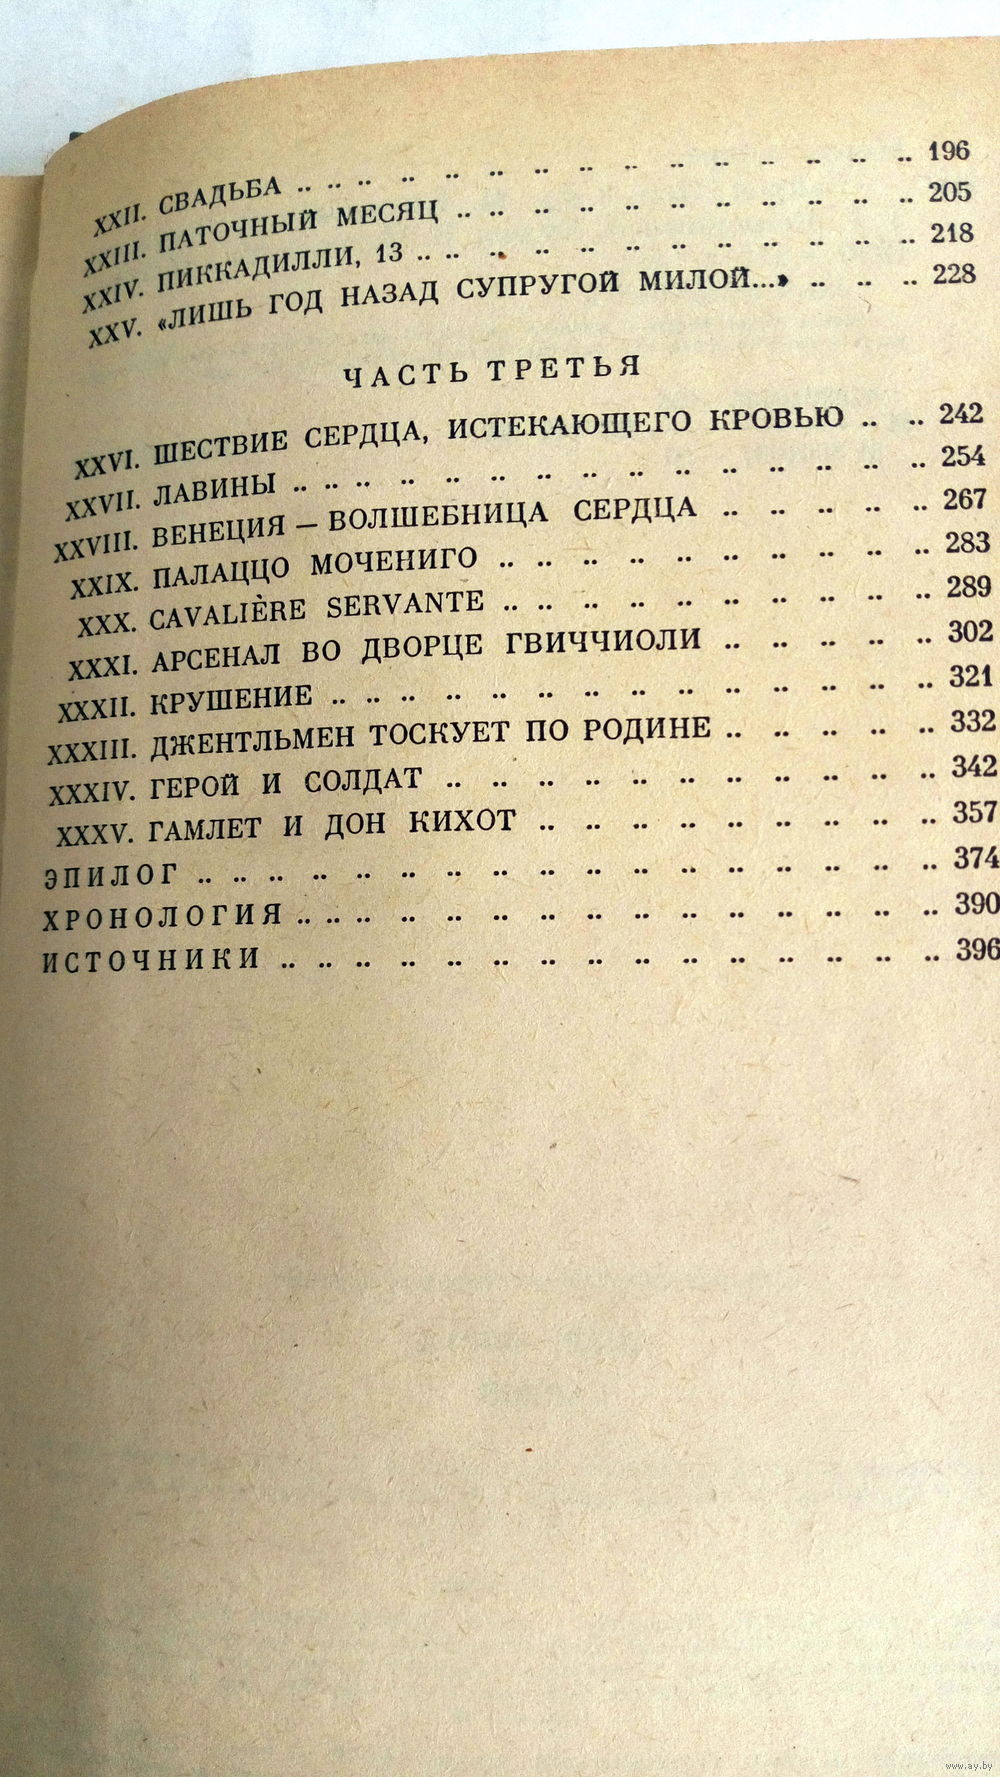 XXII. СВАДЬБА .. .. .. .. .. .. .. .. .. .. .. .. .. .. 196
XXIII. ПАТОЧНЫЙ МЕСЯЦ .. .. .. .. .. .. .. .. .. .. .. 205
XXIV. ПИККАДИЛЛИ, 13 .. .. .. .. .. .. .. .. .. .. .. .. 218
XXV. «ЛИШЬ ГОД НАЗАД СУПРУГОЙ МИЛОЙ...» .. .. .. 228
ЧАСТЬ ТРЕТЬЯ
XXVI. ШЕСТВИЕ СЕРДЦА, ИСТЕКАЮЩЕГО КРОВЬЮ .. .. 242
XXVII. ЛАВИНЫ .. .. .. .. .. .. .. .. .. .. .. .. .. .. 254
XXVIII. ВЕНЕЦИЯ — ВОЛШЕБНИЦА СЕРДЦА .. .. .. .. .. 267
XXIX. ПАЛАЦЦО МОЧЕНИГО .. .. .. .. .. .. .. .. .. .. 283
XXX. CAVALIÈRE SERVANTE .. .. .. .. .. .. .. .. .. .. 289
XXXI. АРСЕНАЛ ВО ДВОРЦЕ ГВИЧЧИОЛИ .. .. .. .. .. 302
XXXII. КРУШЕНИЕ .. .. .. .. .. .. .. .. .. .. .. .. .. .. 321
XXXIII. ДЖЕНТЛЬМЕН ТОСКУЕТ ПО РОДИНЕ .. .. .. .. .. 332
XXXIV. ГЕРОЙ И СОЛДАТ .. .. .. .. .. .. .. .. .. .. .. 342
XXXV. ГАМЛЕТ И ДОН КИХОТ .. .. .. .. .. .. .. .. .. 357
ЭПИЛОГ .. .. .. .. .. .. .. .. .. .. .. .. .. .. .. .. .. 374
ХРОНОЛОГИЯ .. .. .. .. .. .. .. .. .. .. .. .. .. .. .. 390
ИСТОЧНИКИ .. .. .. .. .. .. .. .. .. .. .. .. .. .. .. 396
www.ay.by